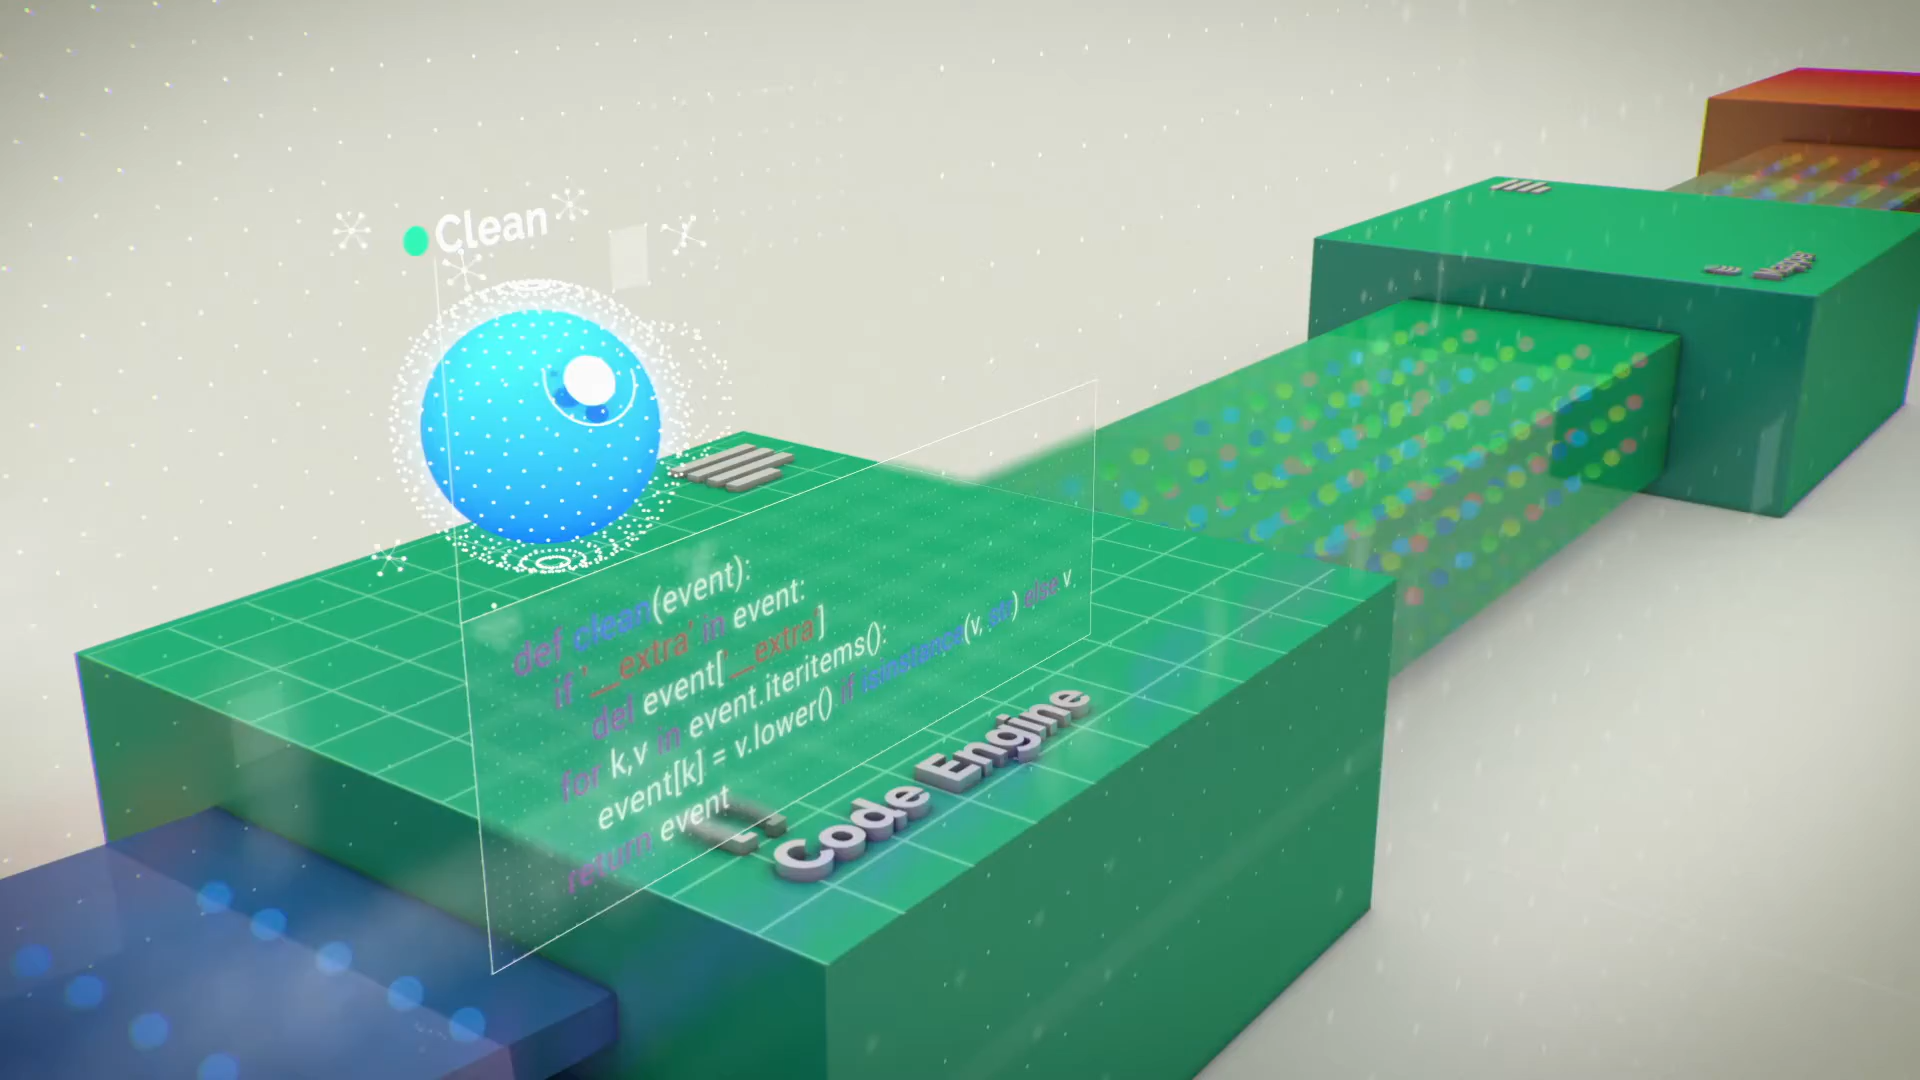 Clean
def clean(event):
if '__extra' in event:
del event['__extra']
for k,v in event.iteritems():
event[k] = v.lower() if isinstance(v, str) else v
return event
Code Engine